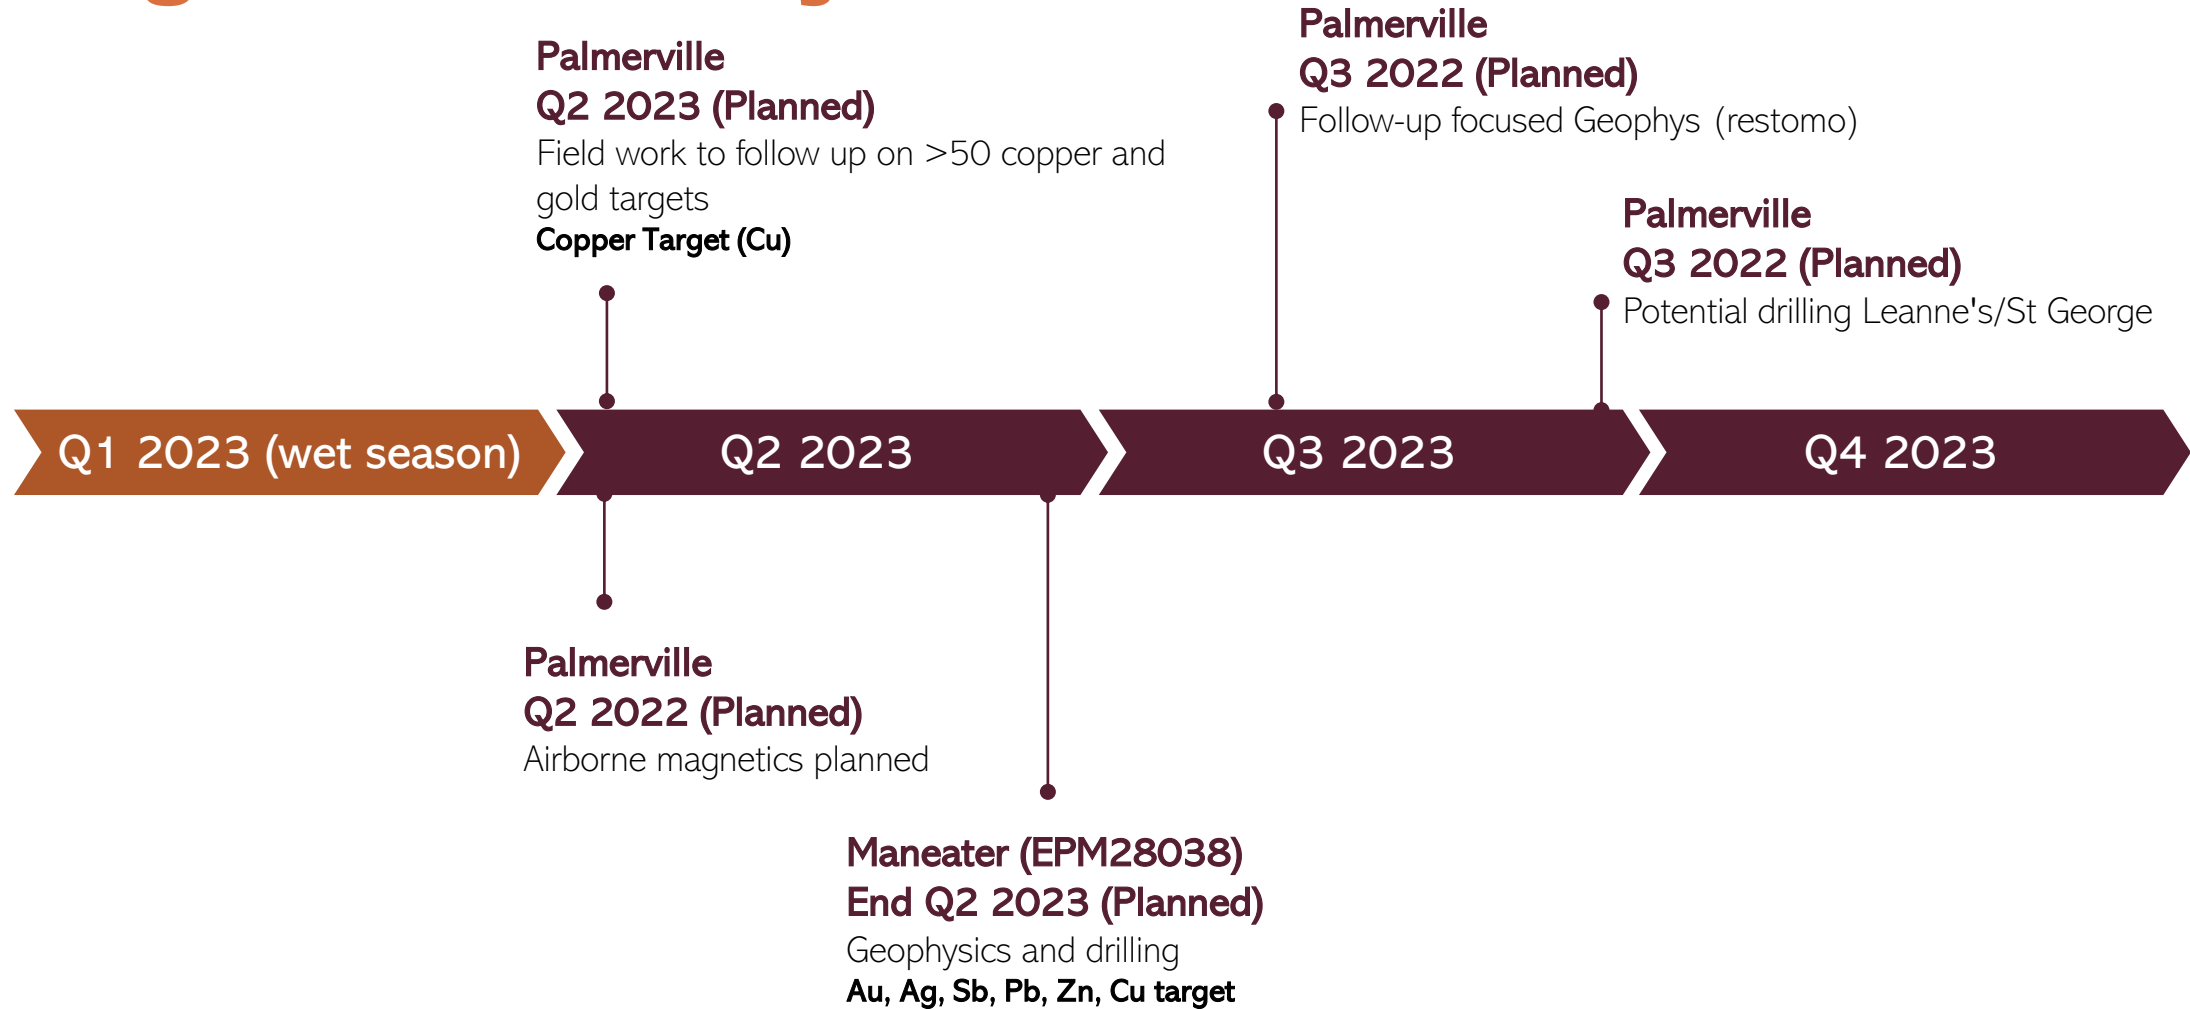 Palmerville
Q2 2023 (Planned)
Field work to follow up on >50 copper and
gold targets
Copper Target (Cu)
Palmerville
Q3 2022 (Planned)
Follow-up focused Geophys (restomo)
Palmerville
Q3 2022 (Planned)
Potential drilling Leanne's/St George
Q1 2023 (wet season)
Q2 2023
Q3 2023
Q4 2023
Palmerville
Q2 2022 (Planned)
Airborne magnetics planned
Maneater (EPM28038)
End Q2 2023 (Planned)
Geophysics and drilling
Au, Ag, Sb, Pb, Zn, Cu target